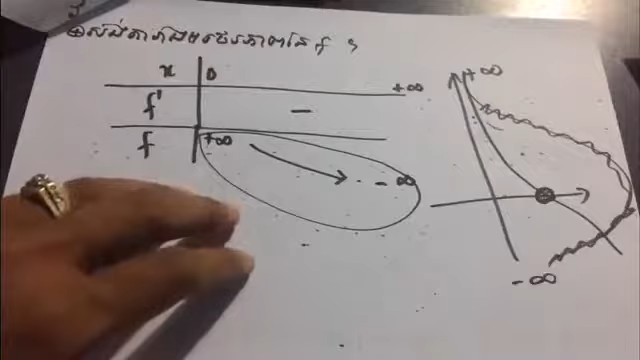 សង់តារាងអថេរភាពនៃ f ?
x 0 +∞
f' −
f +∞ −∞
+∞
−∞